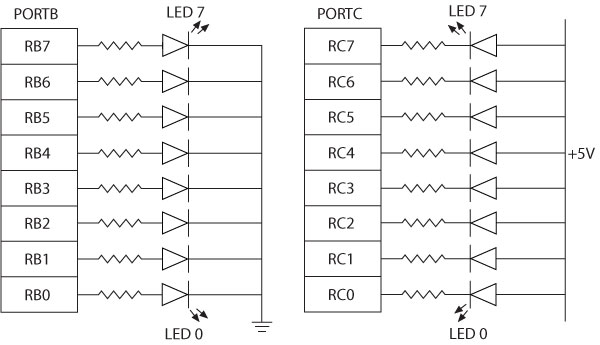 PORTB
LED 7
RB7
RB6
RB5
RB4
RB3
RB2
RB1
RB0
LED 0
PORTC
LED 7
RC7
RC6
RC5
RC4
RC3
RC2
RC1
RC0
+5V
LED 0